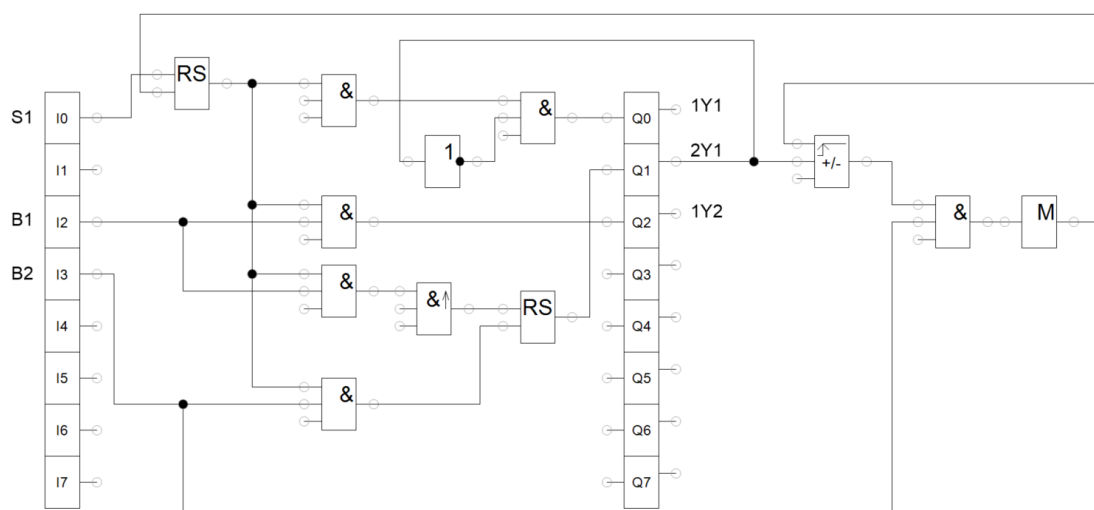 RS
&
&
S1
I0
Q0
1Y1
1
2Y1
I1
Q1
+/-
B1
I2
&
Q2
1Y2
&
M
B2
I3
&
Q3
&
RS
I4
Q4
I5
&
Q5
I6
Q6
I7
Q7